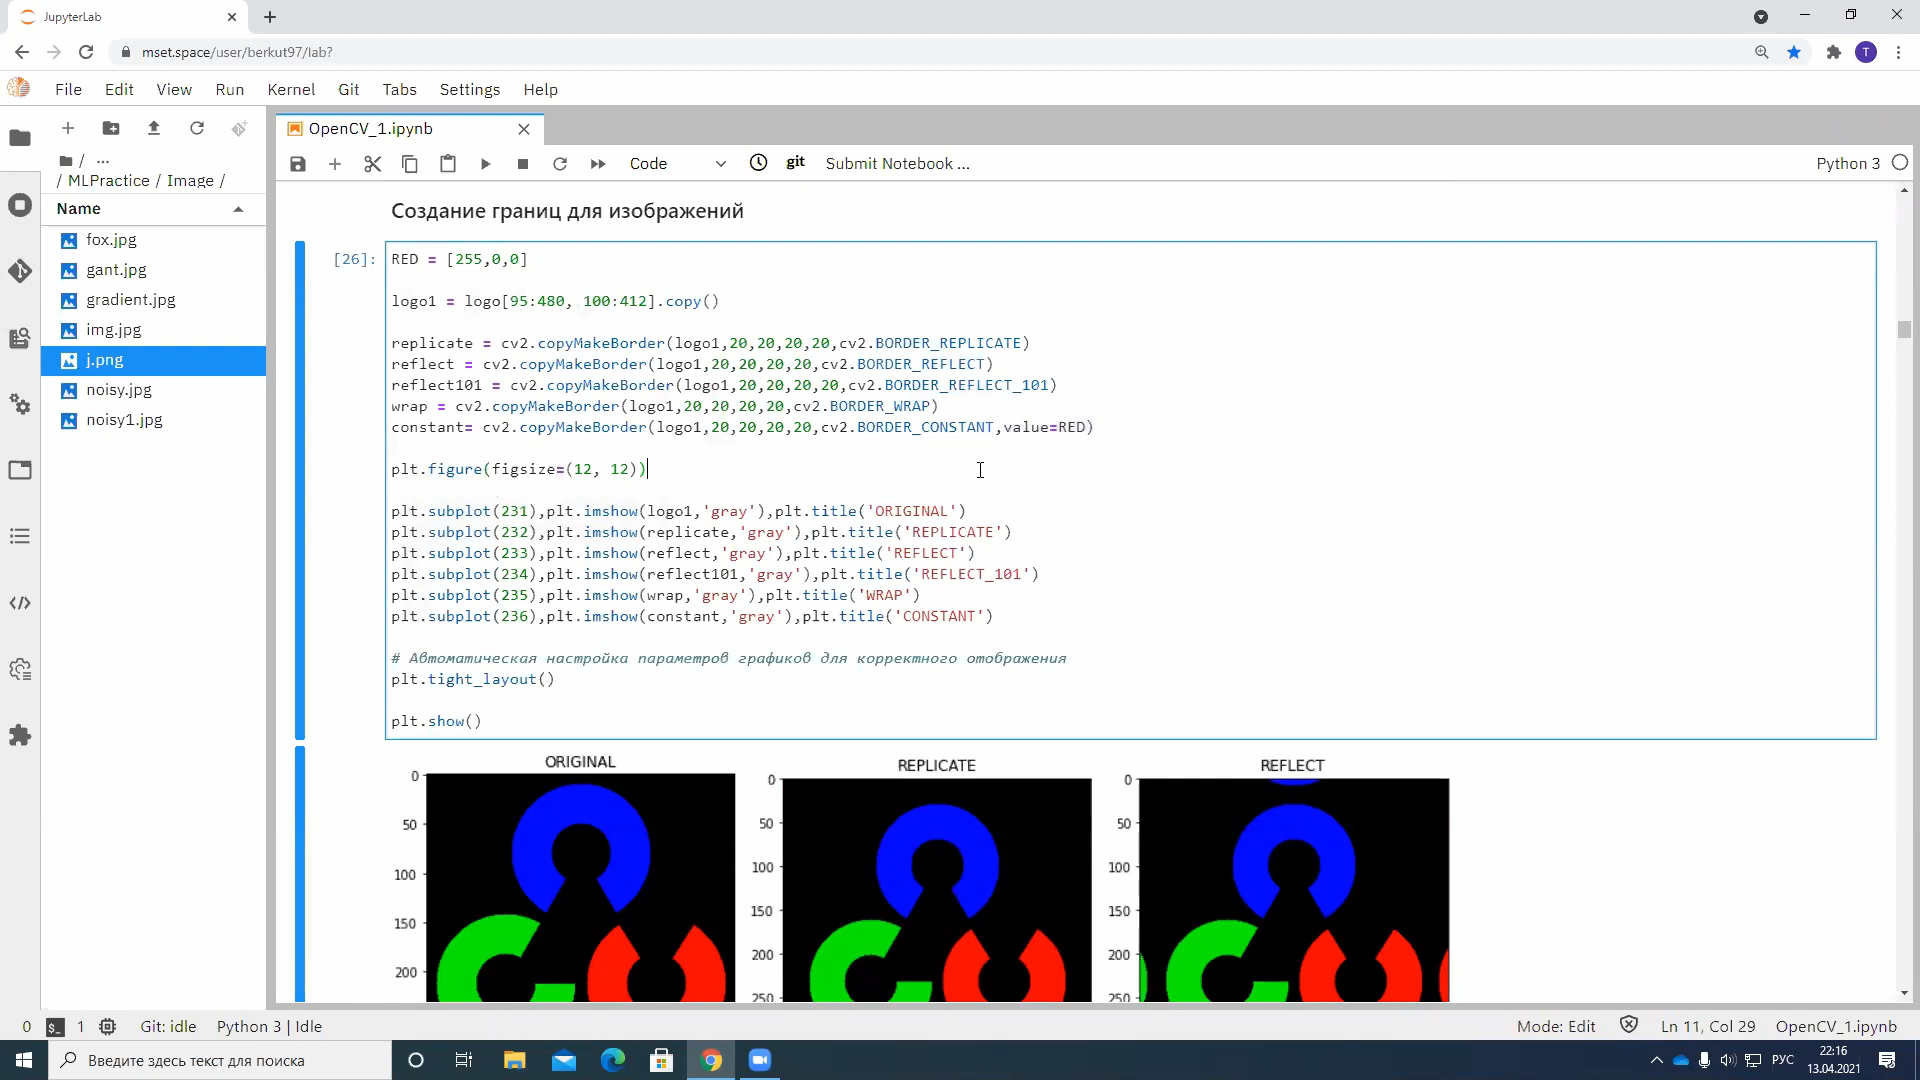 JupyterLab
mset.space/user/berkut97/lab?
T
File Edit View Run Kernel Git Tabs Settings Help
OpenCV_1.ipynb
Code
git
Submit Notebook ...
Python 3
/ ...
/ MLPractice / Image /
Name
fox.jpg
gant.jpg
gradient.jpg
img.jpg
j.png
noisy.jpg
noisy1.jpg
Создание границ для изображений
[26]:
RED = [255,0,0]
logo1 = logo[95:480, 100:412].copy()
replicate = cv2.copyMakeBorder(logo1,20,20,20,20,cv2.BORDER_REPLICATE)
reflect = cv2.copyMakeBorder(logo1,20,20,20,20,cv2.BORDER_REFLECT)
reflect101 = cv2.copyMakeBorder(logo1,20,20,20,20,cv2.BORDER_REFLECT_101)
wrap = cv2.copyMakeBorder(logo1,20,20,20,20,cv2.BORDER_WRAP)
constant= cv2.copyMakeBorder(logo1,20,20,20,20,cv2.BORDER_CONSTANT,value=RED)
plt.figure(figsize=(12, 12))
plt.subplot(231),plt.imshow(logo1,'gray'),plt.title('ORIGINAL')
plt.subplot(232),plt.imshow(replicate,'gray'),plt.title('REPLICATE')
plt.subplot(233),plt.imshow(reflect,'gray'),plt.title('REFLECT')
plt.subplot(234),plt.imshow(reflect101,'gray'),plt.title('REFLECT_101')
plt.subplot(235),plt.imshow(wrap,'gray'),plt.title('WRAP')
plt.subplot(236),plt.imshow(constant,'gray'),plt.title('CONSTANT')
# Автоматическая настройка параметров графиков для корректного отображения
plt.tight_layout()
plt.show()
ORIGINAL
0
50
100
150
200
REPLICATE
0
50
100
150
200
250
REFLECT
0
50
100
150
200
250
0
$_
1
Git: idle
Python 3 | Idle
Mode: Edit
Ln 11, Col 29
OpenCV_1.ipynb
Введите здесь текст для поиска
РУС
22:16
13.04.2021